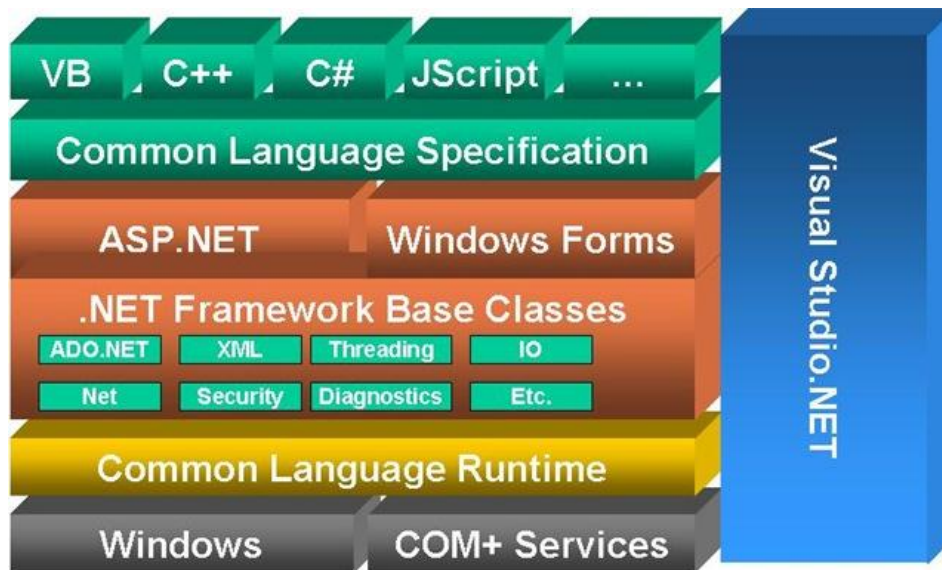 VB C++ C# JScript ...
Common Language Specification
ASP.NET Windows Forms
.NET Framework Base Classes
ADO.NET XML Threading IO
Net Security Diagnostics Etc.
Common Language Runtime
Windows COM+ Services
Visual Studio.NET